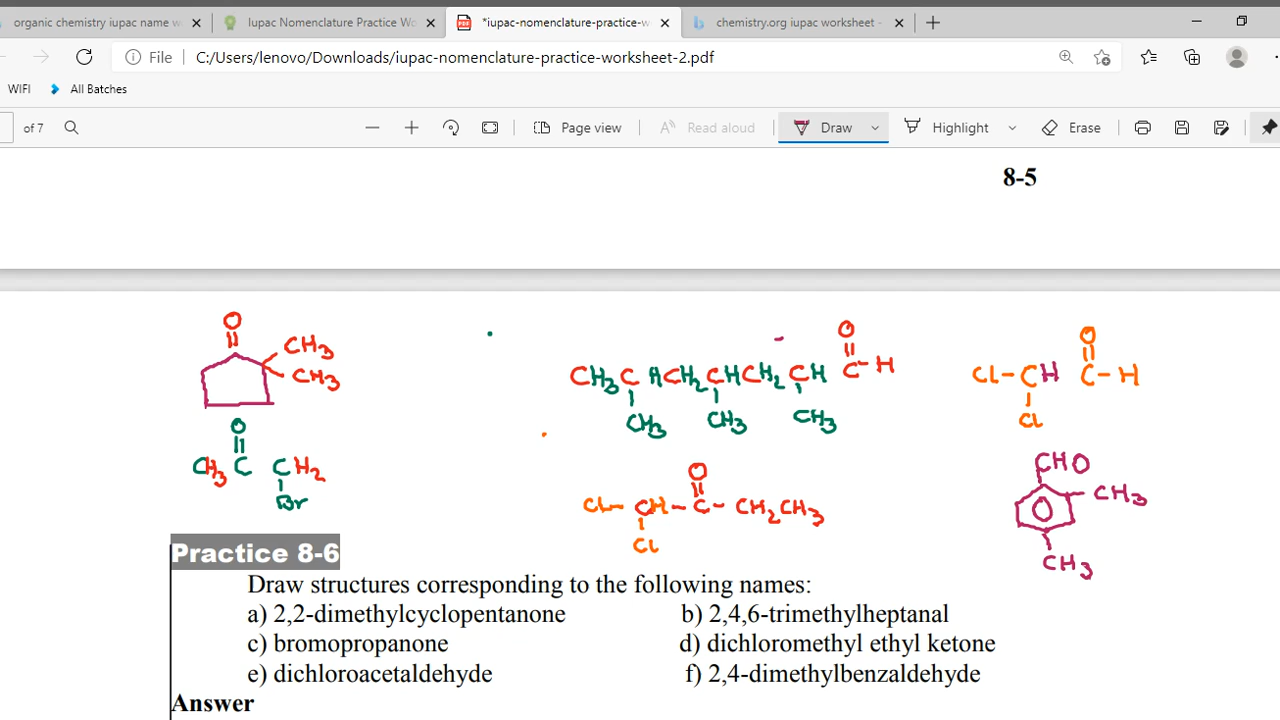 organic chemistry iupac name w
Iupac Nomenclature Practice Wo
*iupac-nomenclature-practice-w
chemistry.org iupac worksheet -
File
C:/Users/lenovo/Downloads/iupac-nomenclature-practice-worksheet-2.pdf
WIFI
All Batches
of 7
Page view
Read aloud
Draw
Highlight
Erase
8-5
O
CH3
CH3
O
CH3 C CH2
Br
O
CH3 C H CH2 CH CH2 CH C H
CH3 CH3 CH3
O
Cl CH C H
Cl
O
Cl CH C CH2CH3
Cl
CHO
CH3
CH3
Practice 8-6
Draw structures corresponding to the following names:
a) 2,2-dimethylcyclopentanone b) 2,4,6-trimethylheptanal
c) bromopropanone d) dichloromethyl ethyl ketone
e) dichloroacetaldehyde f) 2,4-dimethylbenzaldehyde
Answer